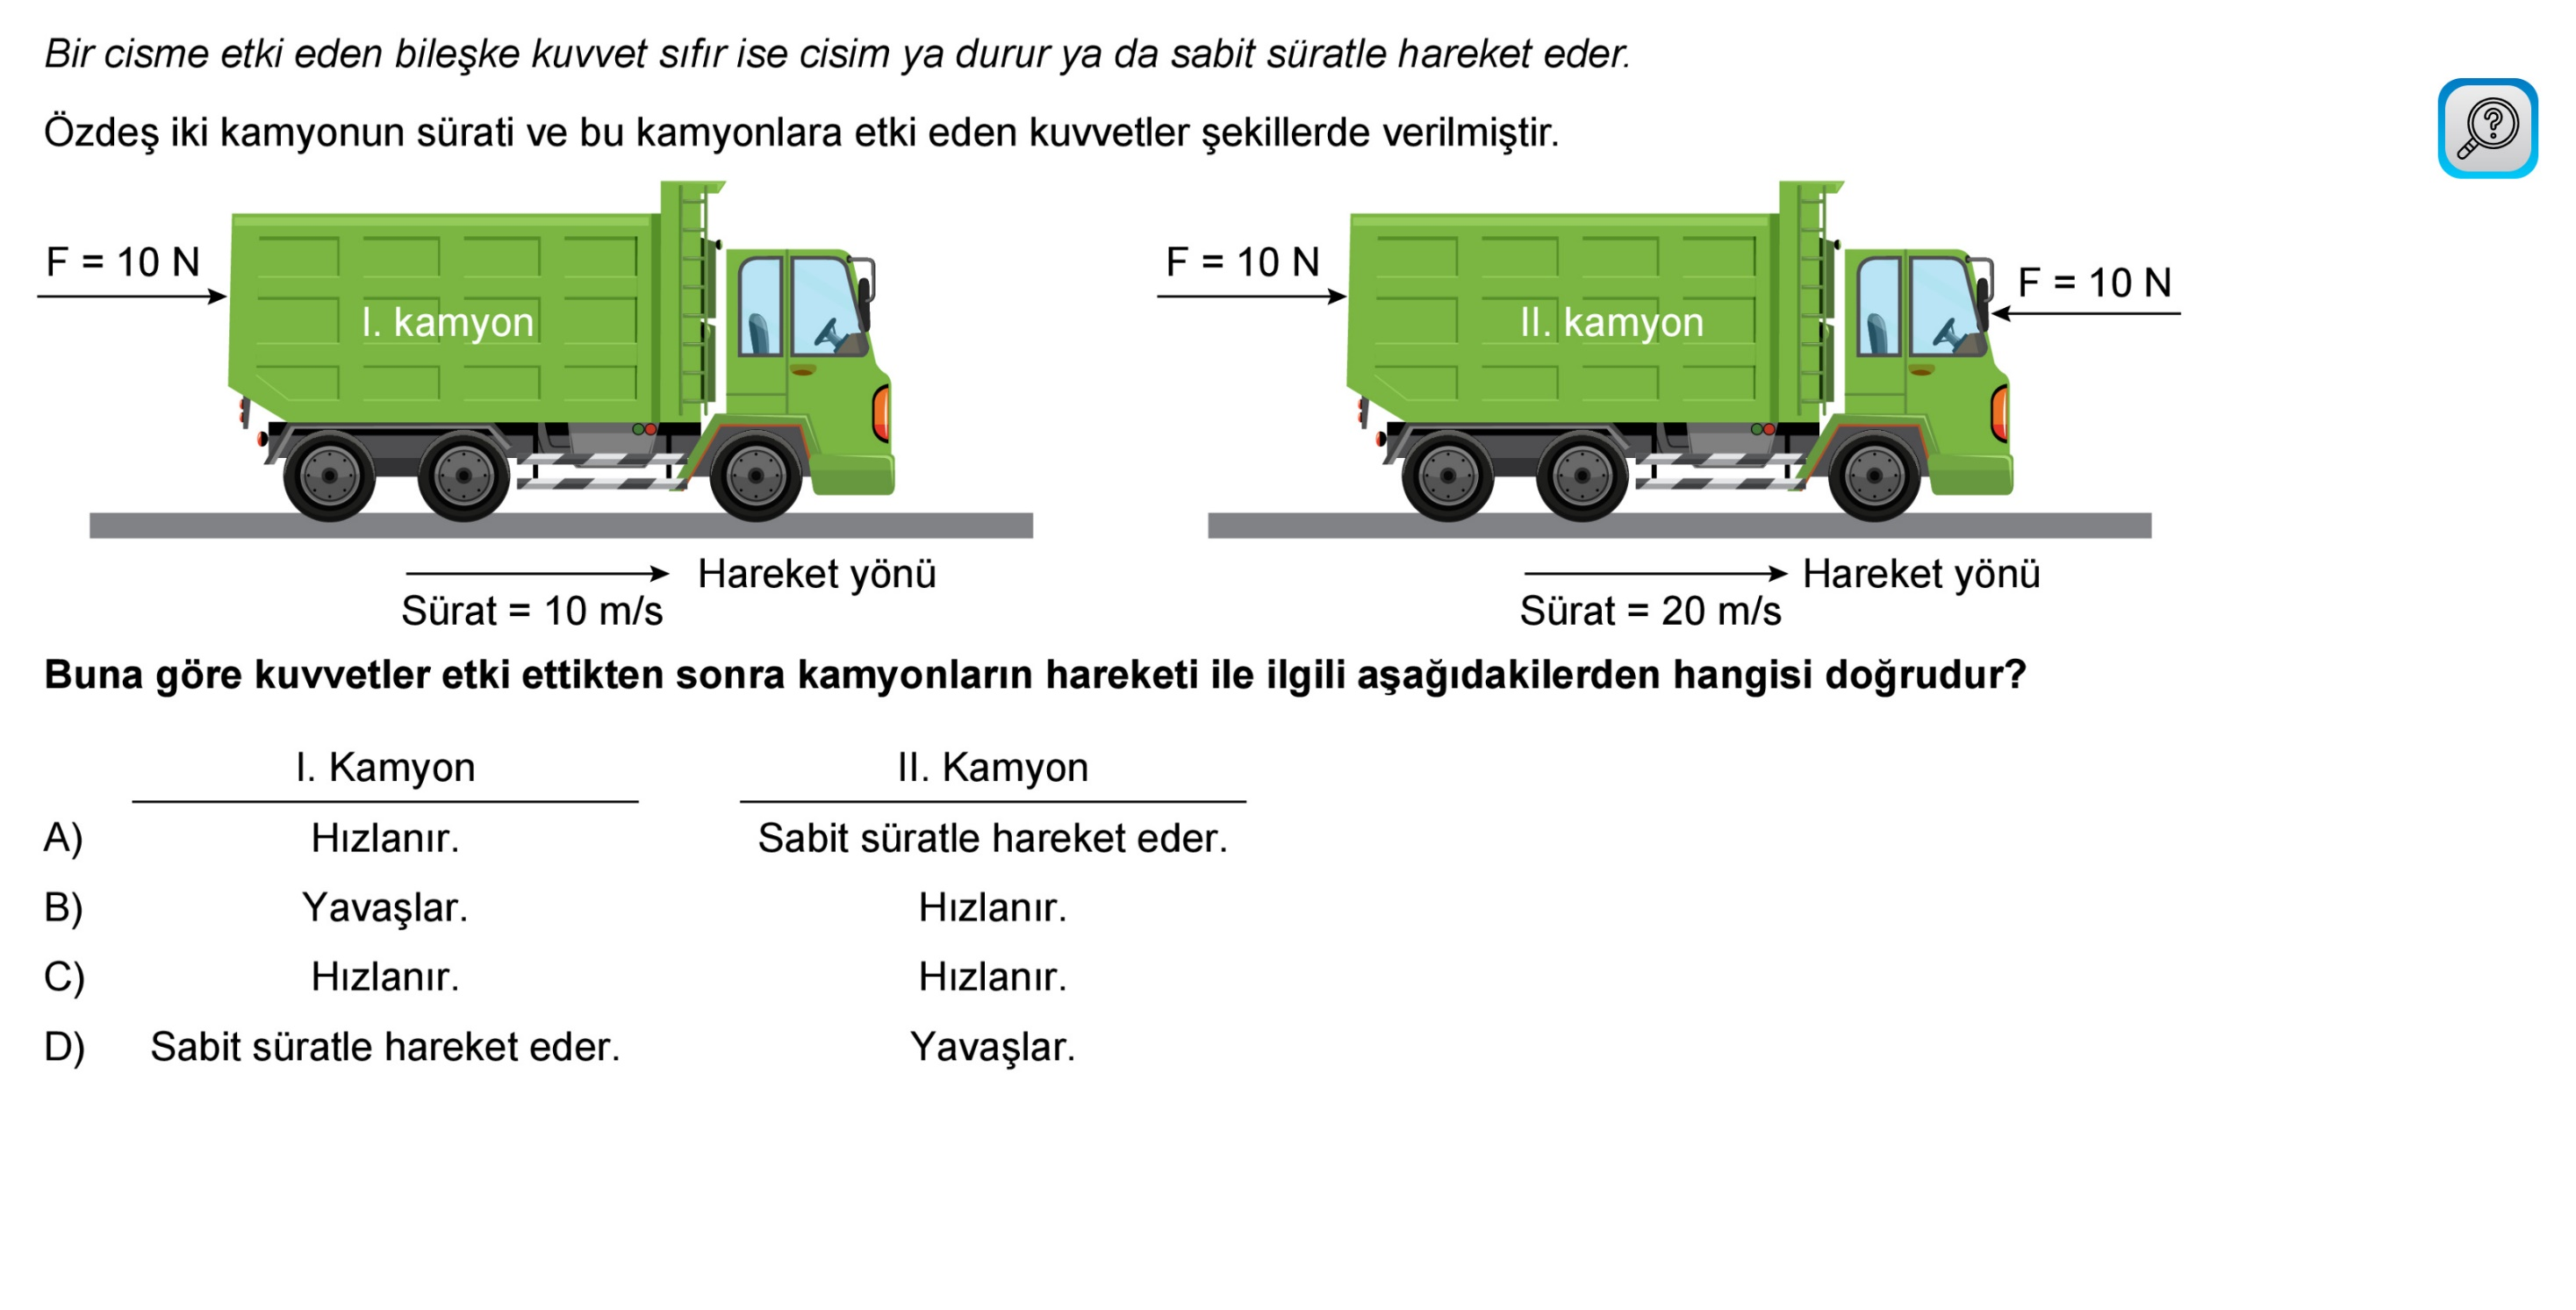 Bir cisme etki eden bileşke kuvvet sıfır ise cisim ya durur ya da sabit süratle hareket eder.
Özdeş iki kamyonun sürati ve bu kamyonlara etki eden kuvvetler şekillerde verilmiştir.
F = 10 N
I. kamyon
Hareket yönü
Sürat = 10 m/s
F = 10 N
II. kamyon
F = 10 N
Hareket yönü
Sürat = 20 m/s
Buna göre kuvvetler etki ettikten sonra kamyonların hareketi ile ilgili aşağıdakilerden hangisi doğrudur?
I. Kamyon II. Kamyon
A) Hızlanır. Sabit süratle hareket eder.
B) Yavaşlar. Hızlanır.
C) Hızlanır. Hızlanır.
D) Sabit süratle hareket eder. Yavaşlar.
?